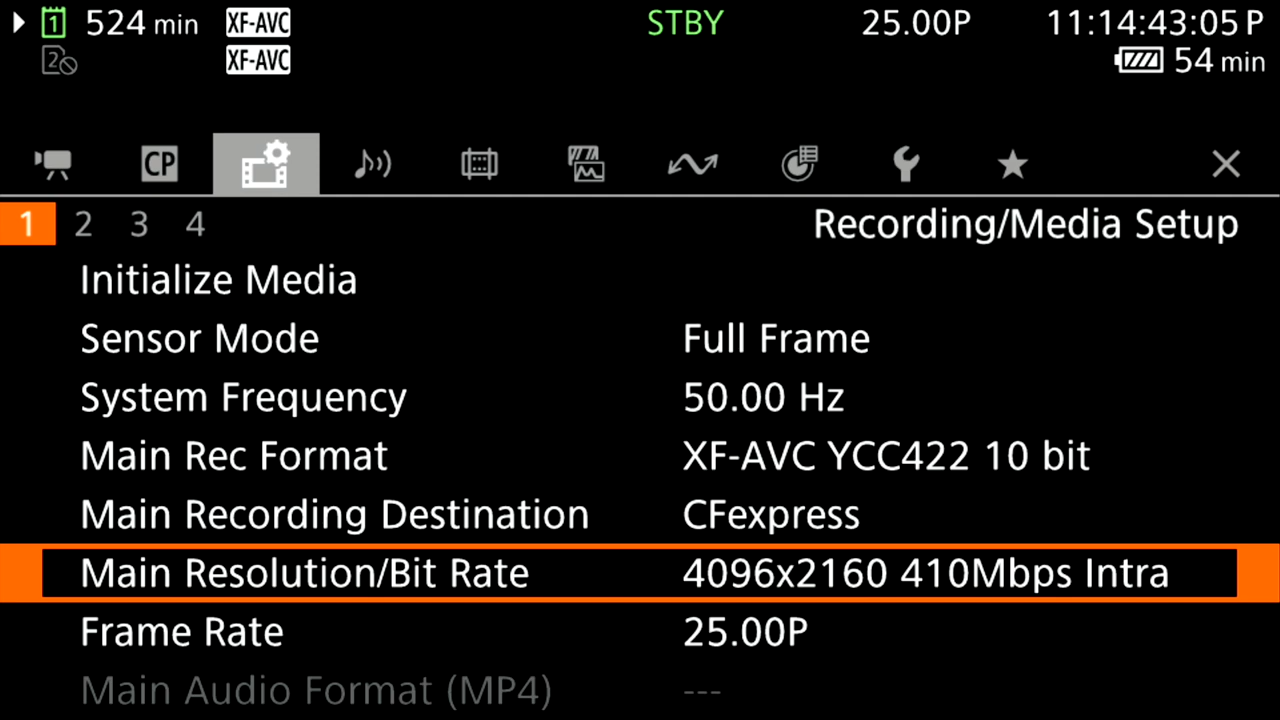 1 524 min XF-AVC STBY 25.00P 11:14:43:05 P
2 XF-AVC 54 min
CP
1 2 3 4 Recording/Media Setup
Initialize Media
Sensor Mode Full Frame
System Frequency 50.00 Hz
Main Rec Format XF-AVC YCC422 10 bit
Main Recording Destination CFexpress
Main Resolution/Bit Rate 4096x2160 410Mbps Intra
Frame Rate 25.00P
Main Audio Format (MP4) ---